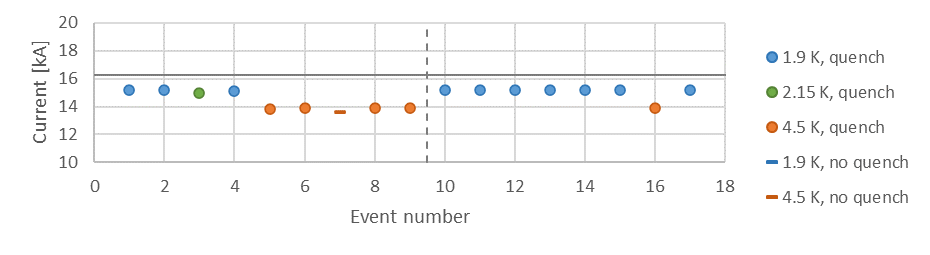 Current [kA]
20
18
16
14
12
10
0 2 4 6 8 10 12 14 16 18
Event number
1.9 K, quench
2.15 K, quench
4.5 K, quench
1.9 K, no quench
4.5 K, no quench